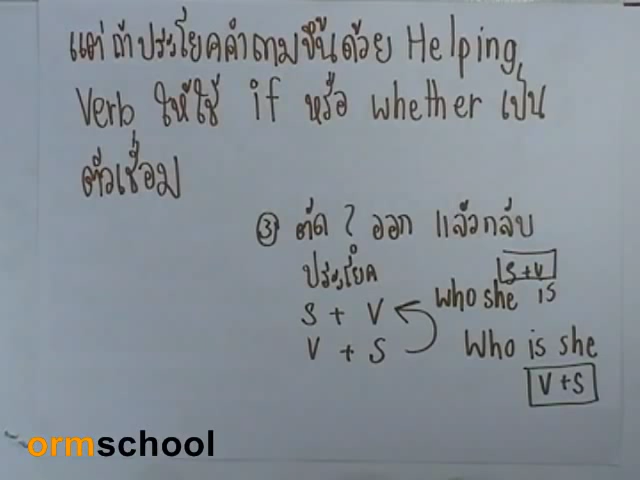 แต่ ถ้าประโยคคำถามขึ้นด้วย Helping
Verb ให้ใช้ if หรือ whether เป็น
ตัวเชื่อม
③ ตัด ? ออก แล้วกลับ
ประโยค
S + V
S + V
who she is
V + S
Who is she
V + S
ormschool